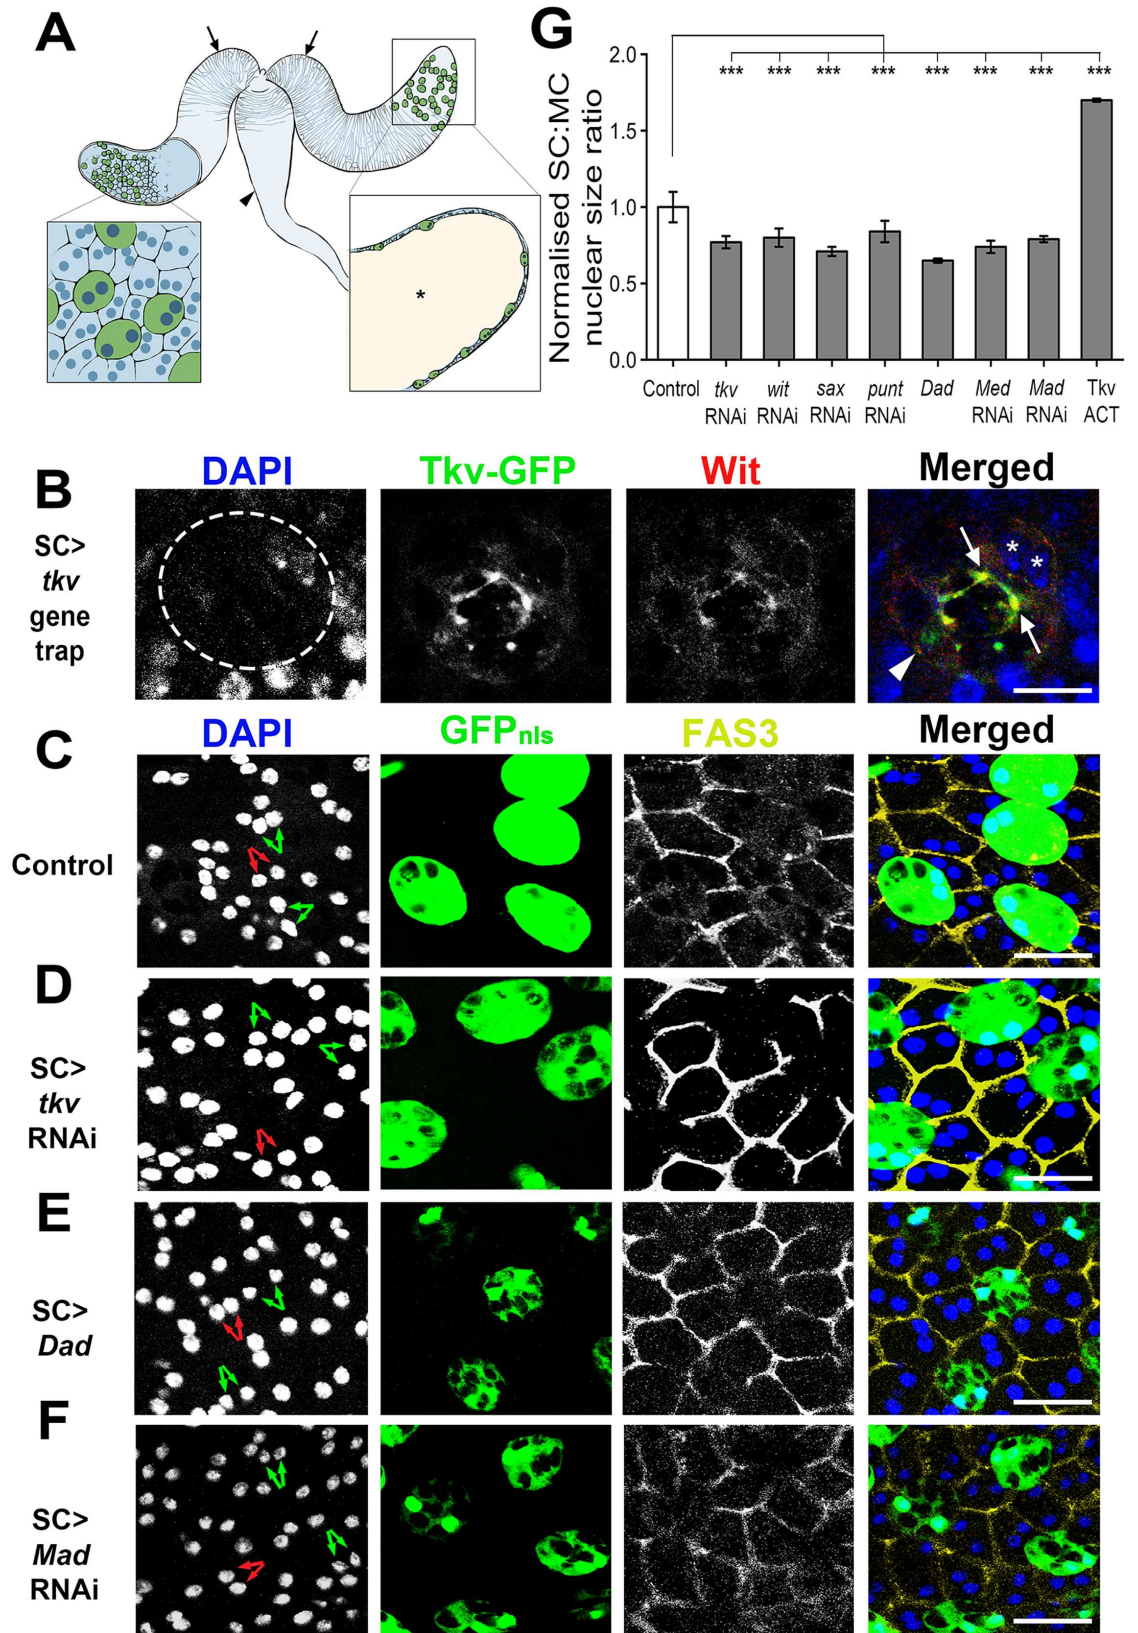 A
G
Normalised SC:MC
nuclear size ratio
2.0
1.5
1.0
0.5
0.0
*** *** *** *** *** *** *** ***
Control tkv wit sax punt Dad Med Mad Tkv
RNAi RNAi RNAi RNAi RNAi RNAi ACT
*
B
DAPI Tkv-GFP Wit Merged
SC>
tkv
gene
trap
* *
C
DAPI GFPnls FAS3 Merged
Control
D
SC>
tkv
RNAi
E
SC>
Dad
F
SC>
Mad
RNAi